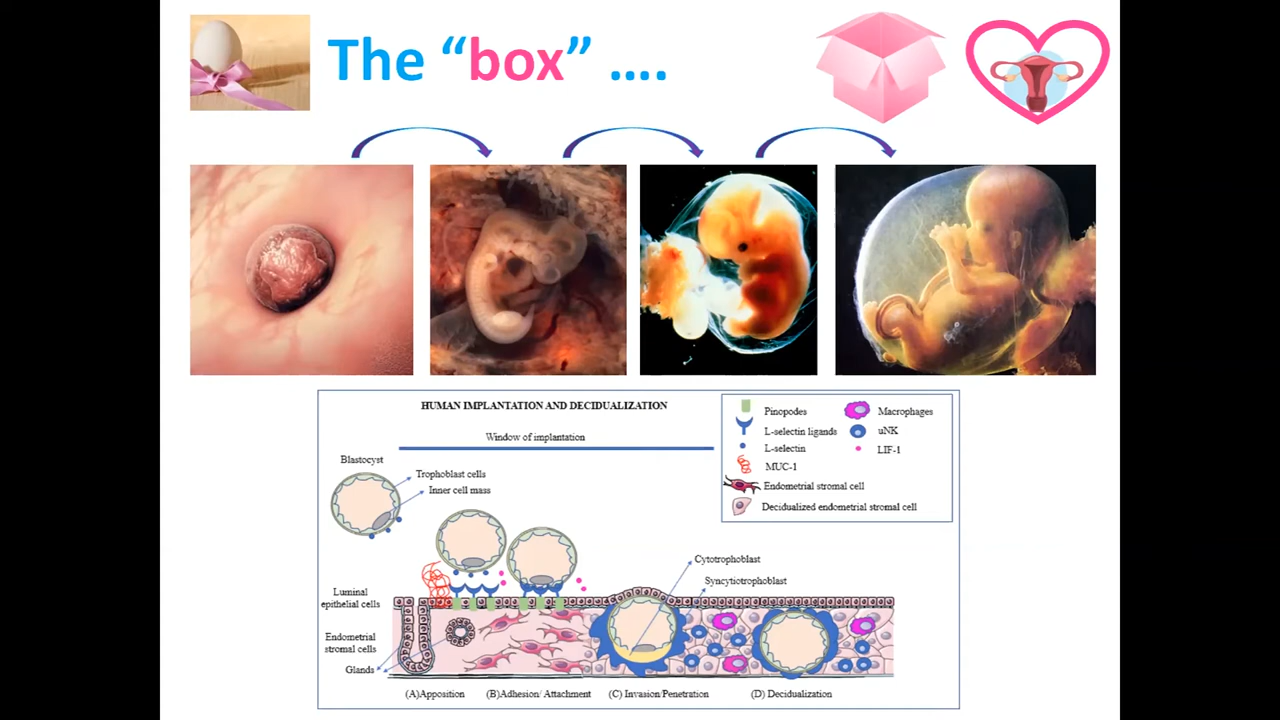 The “box” ....
HUMAN IMPLANTATION AND DECIDUALIZATION
Window of implantation
Blastocyst
Trophoblast cells
Inner cell mass
Pinopodes
L-selectin ligands
L-selectin
MUC-1
Endometrial stromal cell
Decidualized endometrial stromal cell
Macrophages
uNK
LIF-1
Cytotrophoblast
Syncytiotrophoblast
Luminal
epithelial cells
Endometrial
stromal cells
Glands
(A)Apposition
(B)Adhesion/ Attachment
(C) Invasion/Penetration
(D) Decidualization